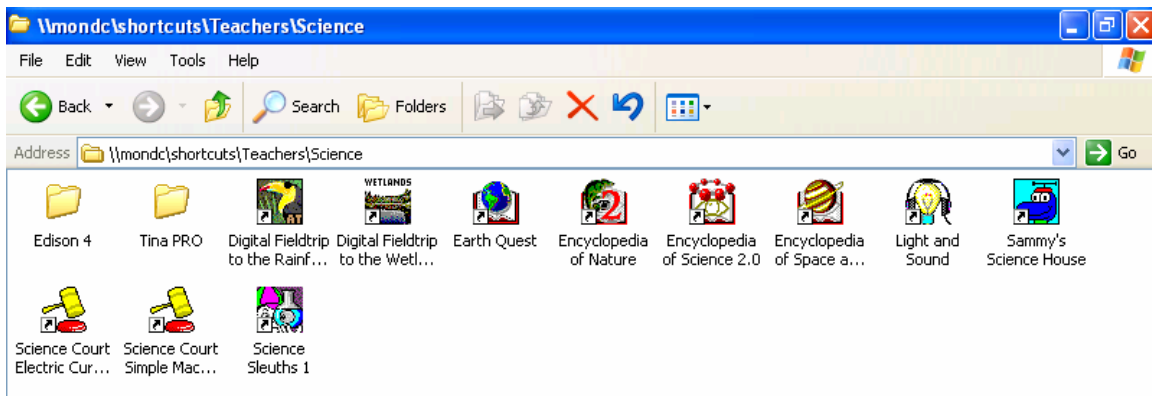 \\mondc\shortcuts\Teachers\Science
File Edit View Tools Help
Back Search Folders
Address \\mondc\shortcuts\Teachers\Science Go
WETLANDS
AT
2
Edison 4 Tina PRO Digital Fieldtrip Digital Fieldtrip Earth Quest Encyclopedia Encyclopedia Encyclopedia Light and Sammy's
to the Rainf... to the Wetl... of Nature of Science 2.0 of Space a... Sound Science House
Science Court Science Court Science
Electric Cur... Simple Mac... Sleuths 1